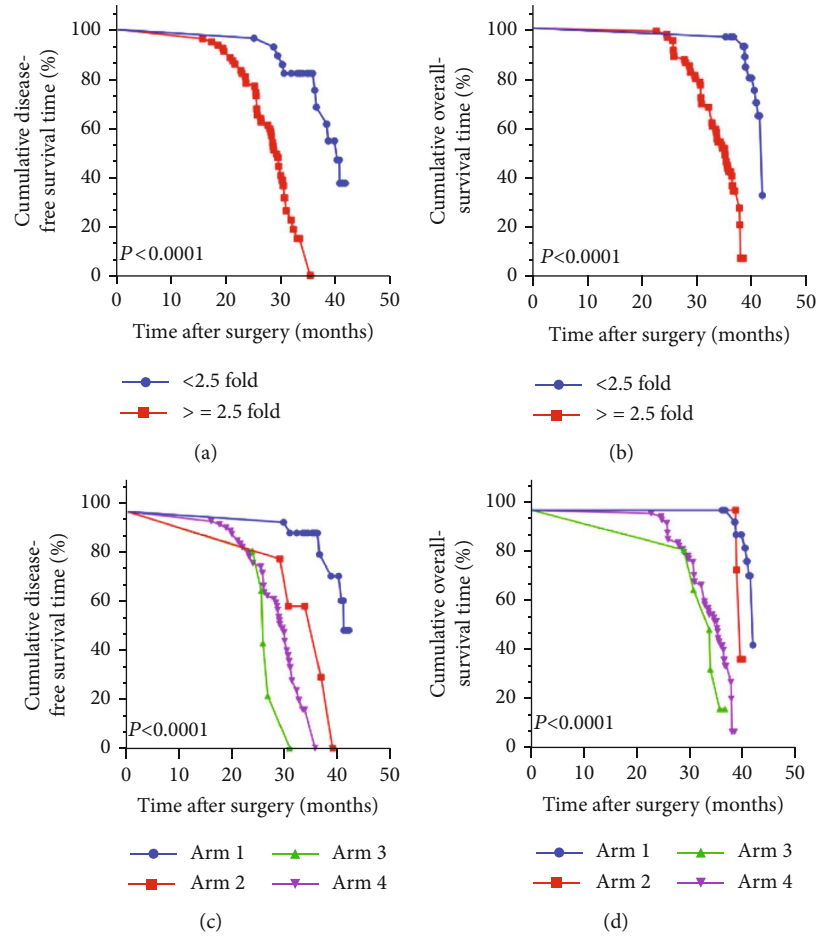 100
80
60
40
20
0
Cumulative disease-
free survival time (%)
P<0.0001
0 10 20 30 40 50
Time after surgery (months)
<2.5 fold
> = 2.5 fold
(a)
100
80
60
40
20
0
Cumulative overall-
survival time (%)
P<0.0001
0 10 20 30 40 50
Time after surgery (months)
<2.5 fold
> = 2.5 fold
(b)
100
80
60
40
20
0
Cumulative disease-
free survival time (%)
P<0.0001
0 10 20 30 40 50
Time after surgery (months)
Arm 1 Arm 3
Arm 2 Arm 4
(c)
100
80
60
40
20
0
Cumulative overall-
survival time (%)
P<0.0001
0 10 20 30 40 50
Time after surgery (months)
Arm 1 Arm 3
Arm 2 Arm 4
(d)